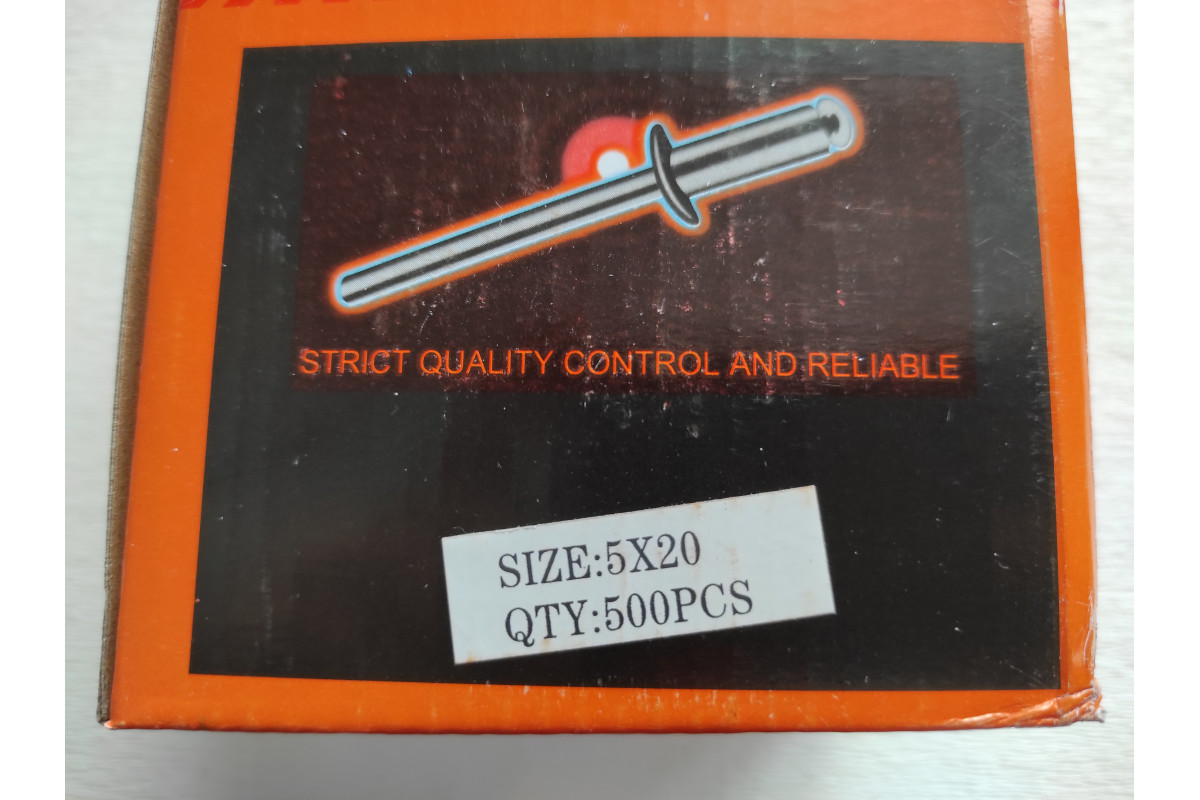 STRICT QUALITY CONTROL AND RELIABLE
SIZE:5X20
QTY:500PCS